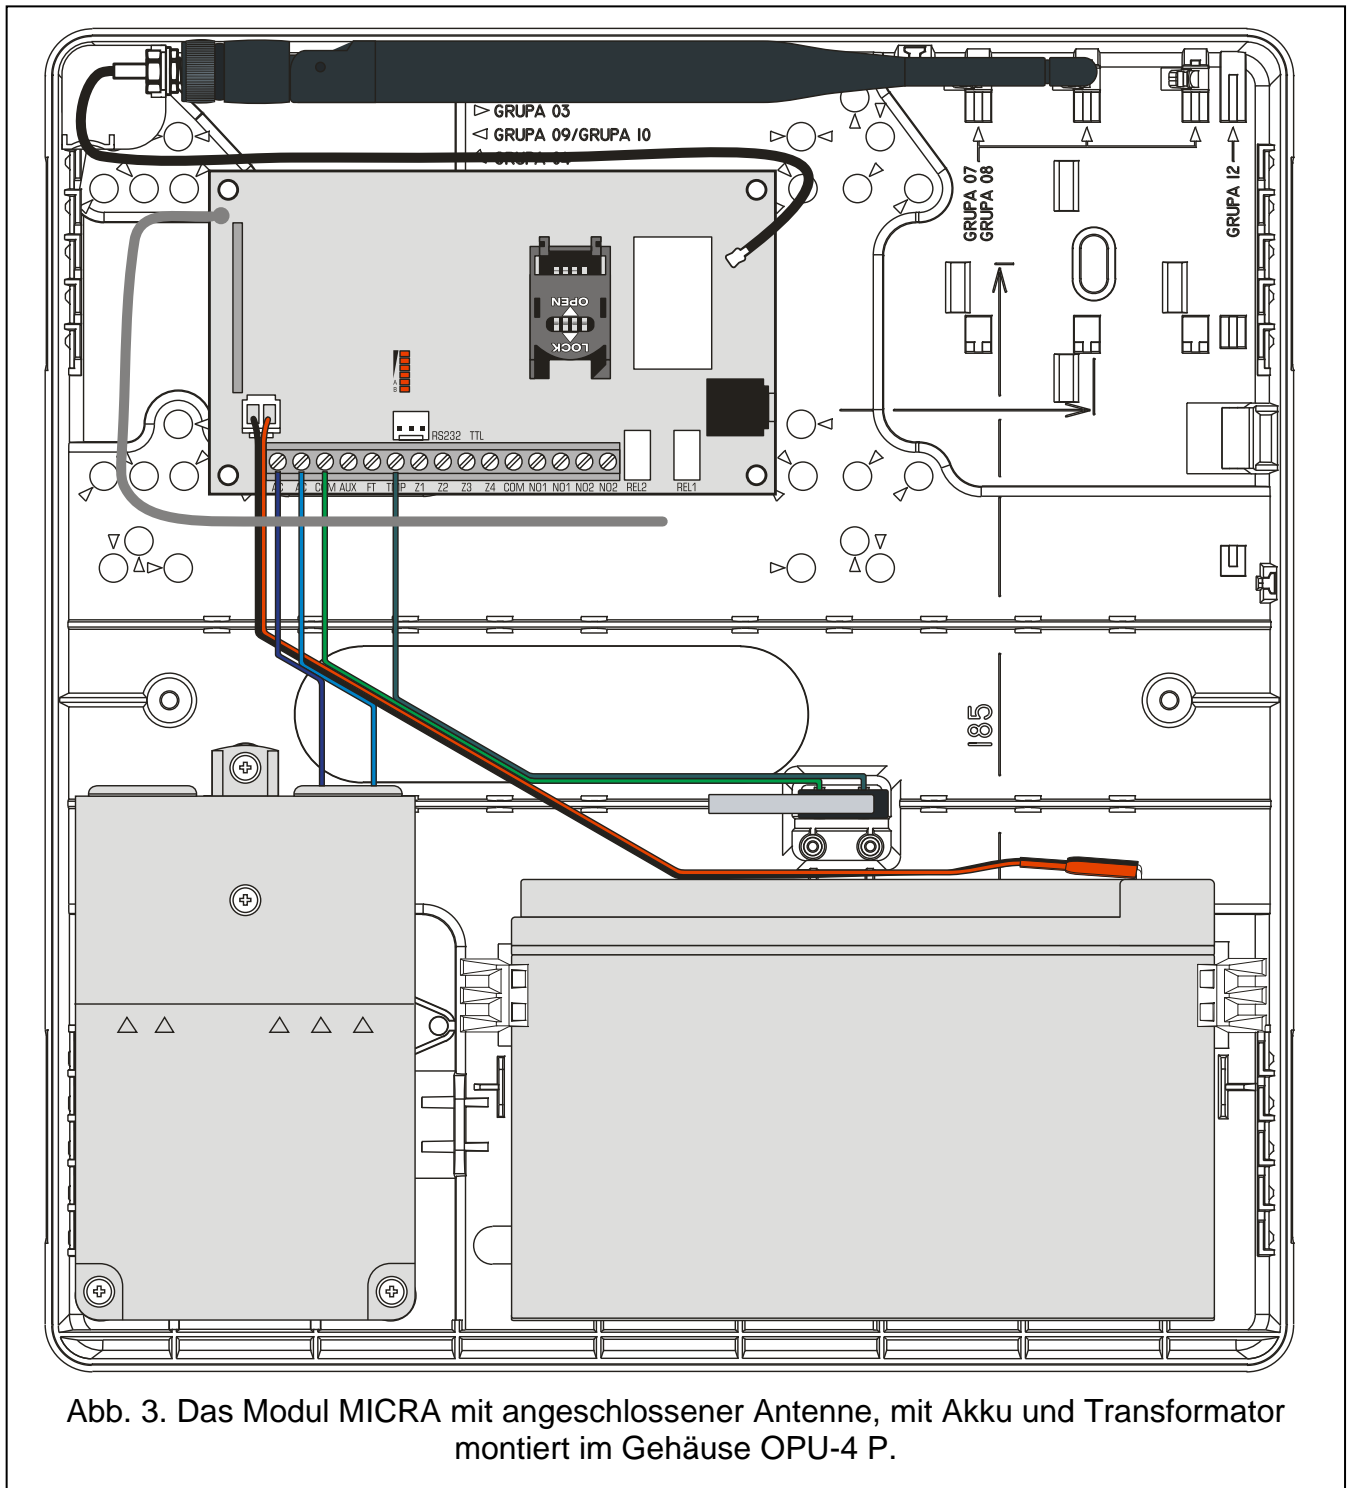 GRUPA 03
GRUPA 09/GRUPA 10
GRUPA 07
GRUPA 08
GRUPA 12
OPEN
LOCK
A
B
RS232 TTL
AC AC COM AUX FT TMP Z1 Z2 Z3 Z4 COM NO1 NO1 NO2 NO2 REL2 REL1
185
Abb. 3. Das Modul MICRA mit angeschlossener Antenne, mit Akku und Transformator
montiert im Gehäuse OPU-4 P.